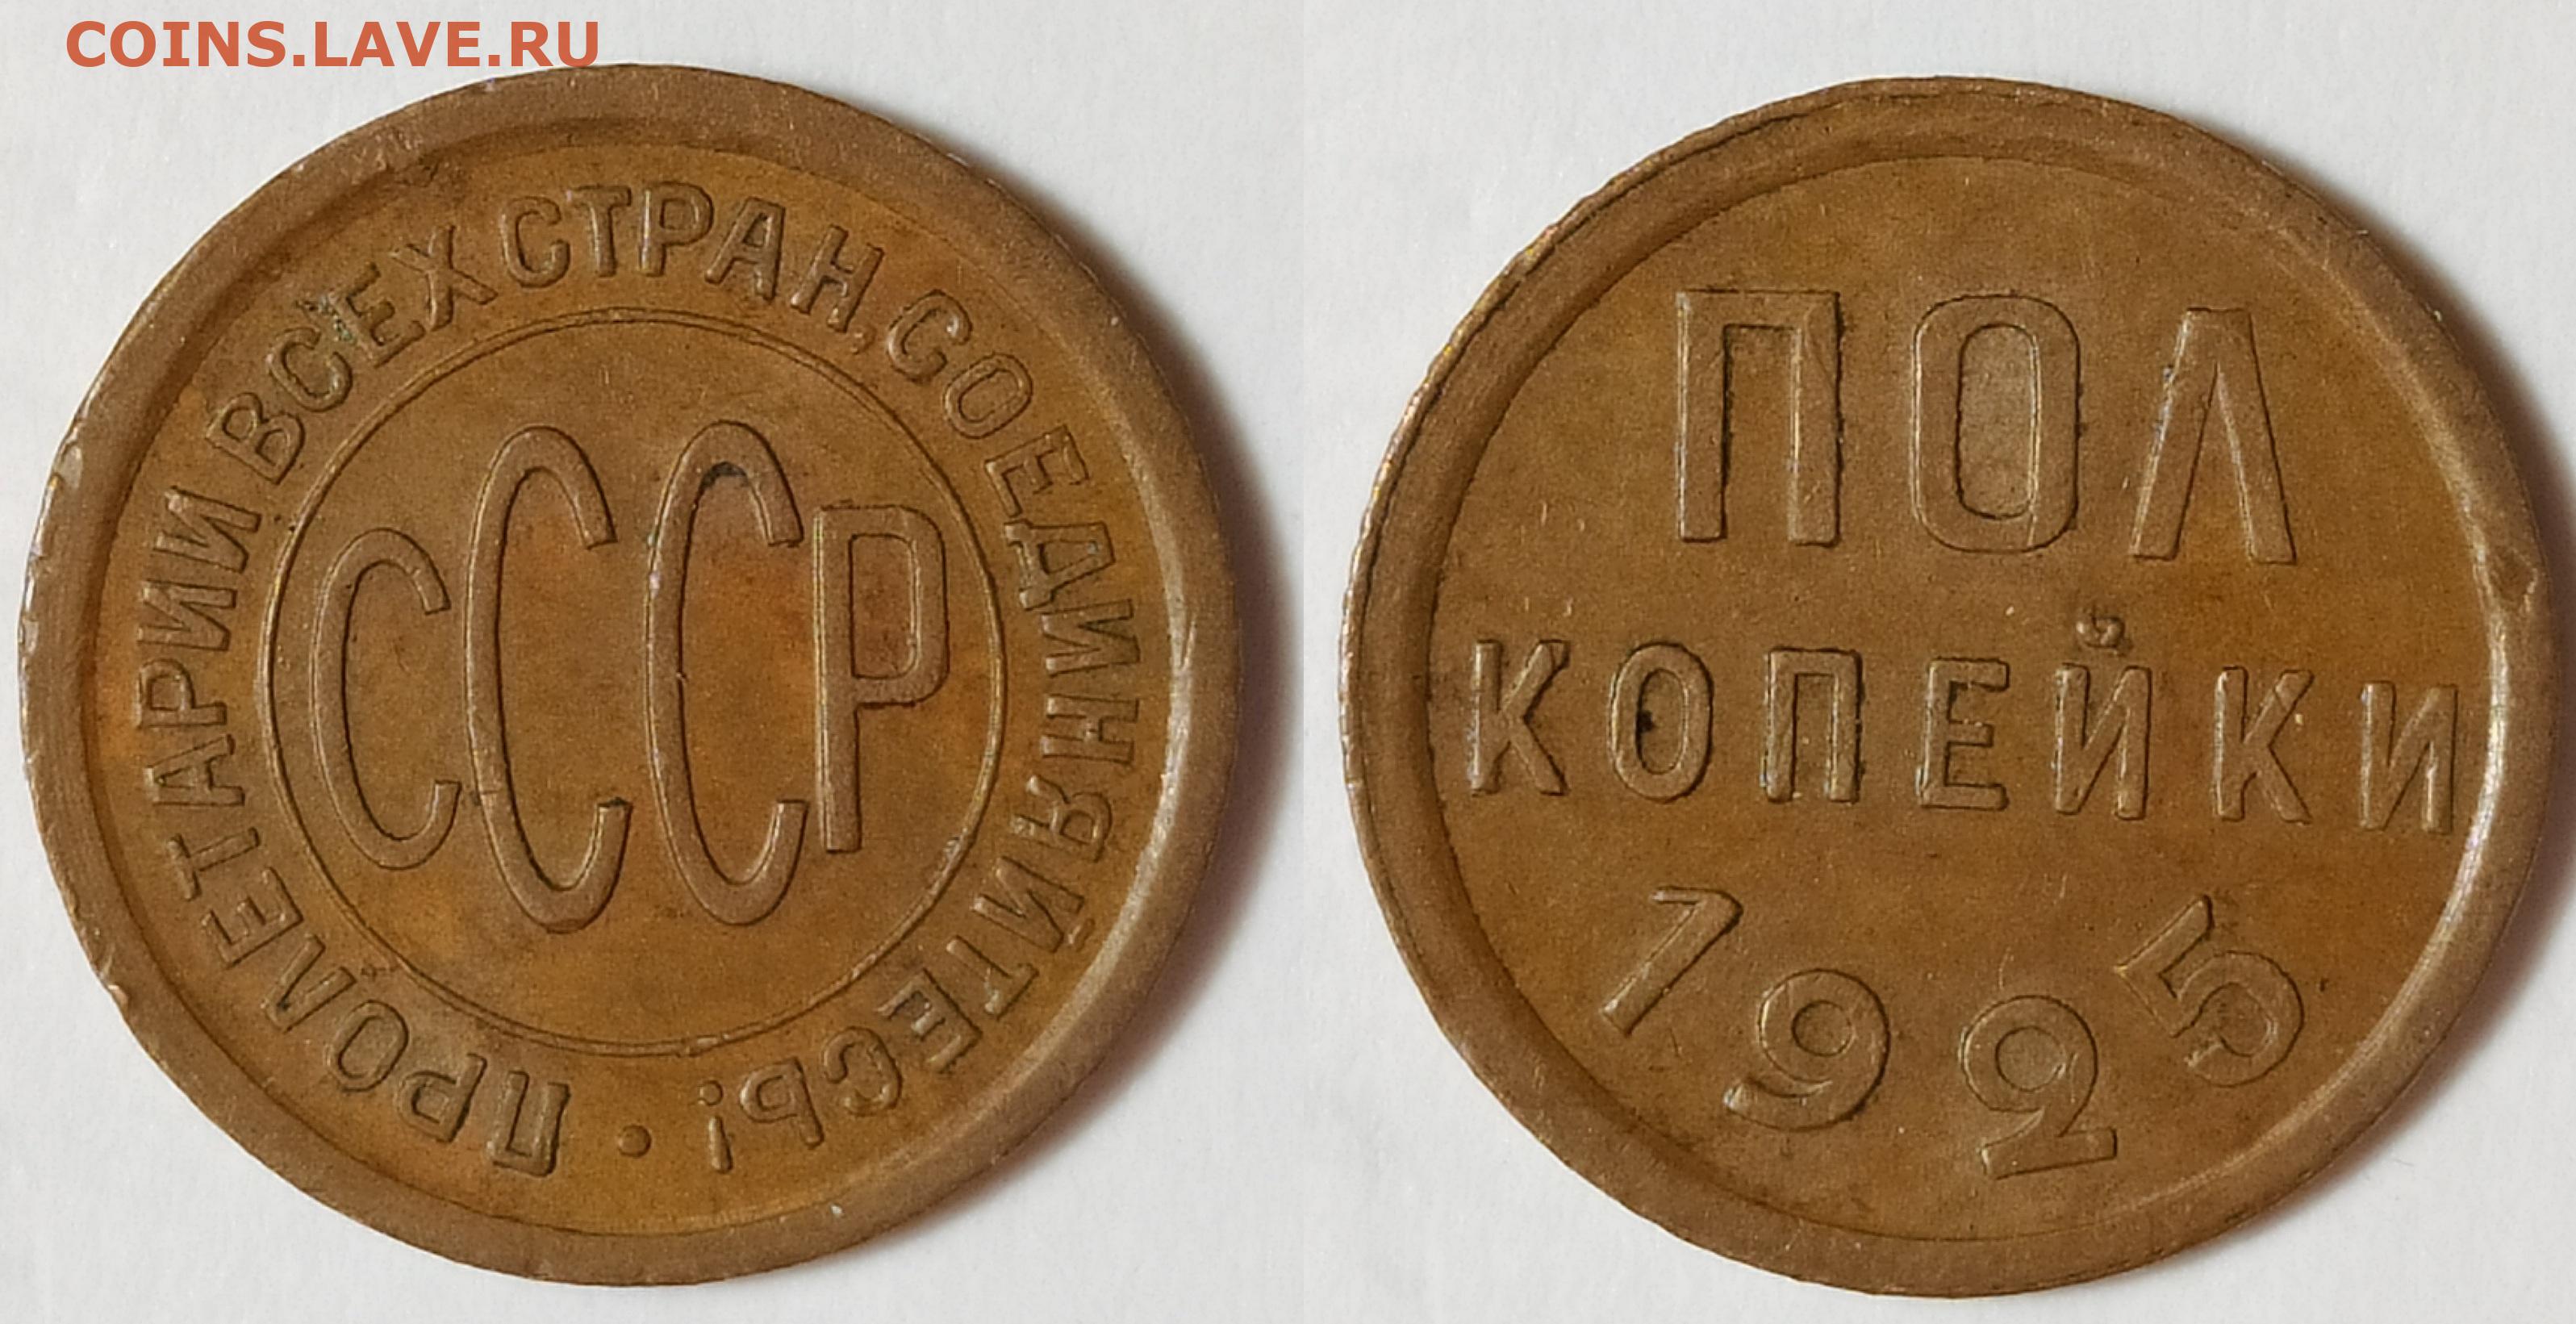 COINS.LAVE.RU
ПРОЛЕТАРИИ ВСЕХ СТРАН, СОЕДИНЯЙТЕСЬ!
СССР
ПОЛ
КОПЕЙКИ
1925